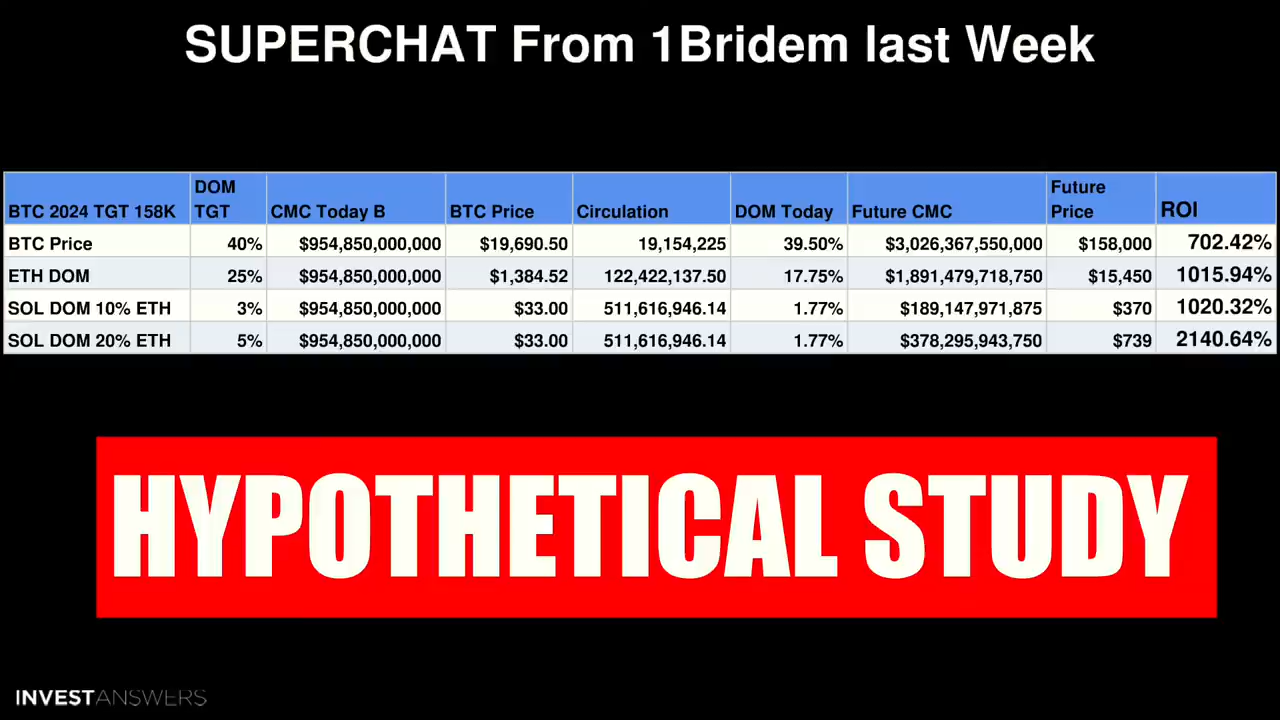 SUPERCHAT From 1Bridem last Week
BTC 2024 TGT 158K DOM TGT CMC Today B BTC Price Circulation DOM Today Future CMC Future Price ROI
BTC Price 40% $954,850,000,000 $19,690.50 19,154,225 39.50% $3,026,367,550,000 $158,000 702.42%
ETH DOM 25% $954,850,000,000 $1,384.52 122,422,137.50 17.75% $1,891,479,718,750 $15,450 1015.94%
SOL DOM 10% ETH 3% $954,850,000,000 $33.00 511,616,946.14 1.77% $189,147,971,875 $370 1020.32%
SOL DOM 20% ETH 5% $954,850,000,000 $33.00 511,616,946.14 1.77% $378,295,943,750 $739 2140.64%
HYPOTHETICAL STUDY
INVESTANSWERS